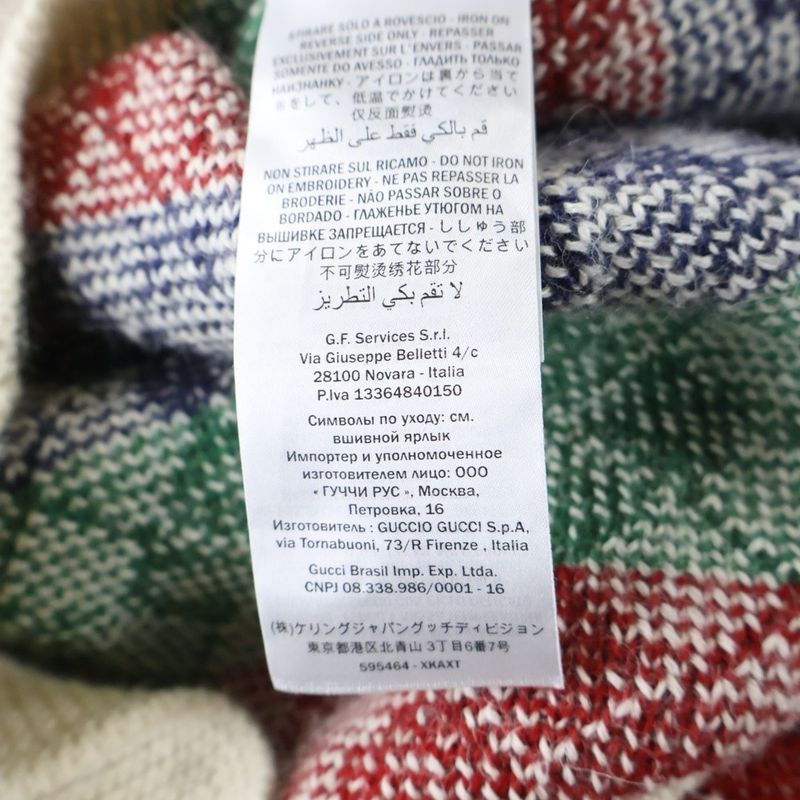 STIRARE SOLO A ROVESCIO - IRON ON
REVERSE SIDE ONLY - REPASSER
EXCLUSIVEMENT SUR L'ENVERS - PASSAR
SOMENTE DO AVESSO - ГЛАДИТЬ ТОЛЬКО
НАИЗНАНКУ - アイロンは裏から当て
布をして、低温でかけてください
仅反面熨烫
قم بالكي فقط على الظهر
NON STIRARE SUL RICAMO - DO NOT IRON
ON EMBROIDERY - NE PAS REPASSER LA
BRODERIE - NÃO PASSAR SOBRE O
BORDADO - ГЛАЖЕНЬЕ УТЮГОМ НА
ВЫШИВКЕ ЗАПРЕЩАЕТСЯ - ししゅう部
分にアイロンをあてないでください
不可熨烫绣花部分
لا تقم بكي التطريز
G.F. Services S.r.l.
Via Giuseppe Belletti 4/c
28100 Novara - Italia
P.Iva 13364840150
Символы по уходу: см.
вшивной ярлык
Импортер и уполномоченное
изготовителем лицо: ООО
« ГУЧЧИ РУС », Москва,
Петровка, 16
Изготовитель : GUCCIO GUCCI S.p.A,
via Tornabuoni, 73/R Firenze , Italia
Gucci Brasil Imp. Exp. Ltda.
CNPJ 08.338.986/0001 - 16
(株)ケリングジャパングッチディビジョン
東京都港区北青山 3丁目6番7号
595464 - XKAXT